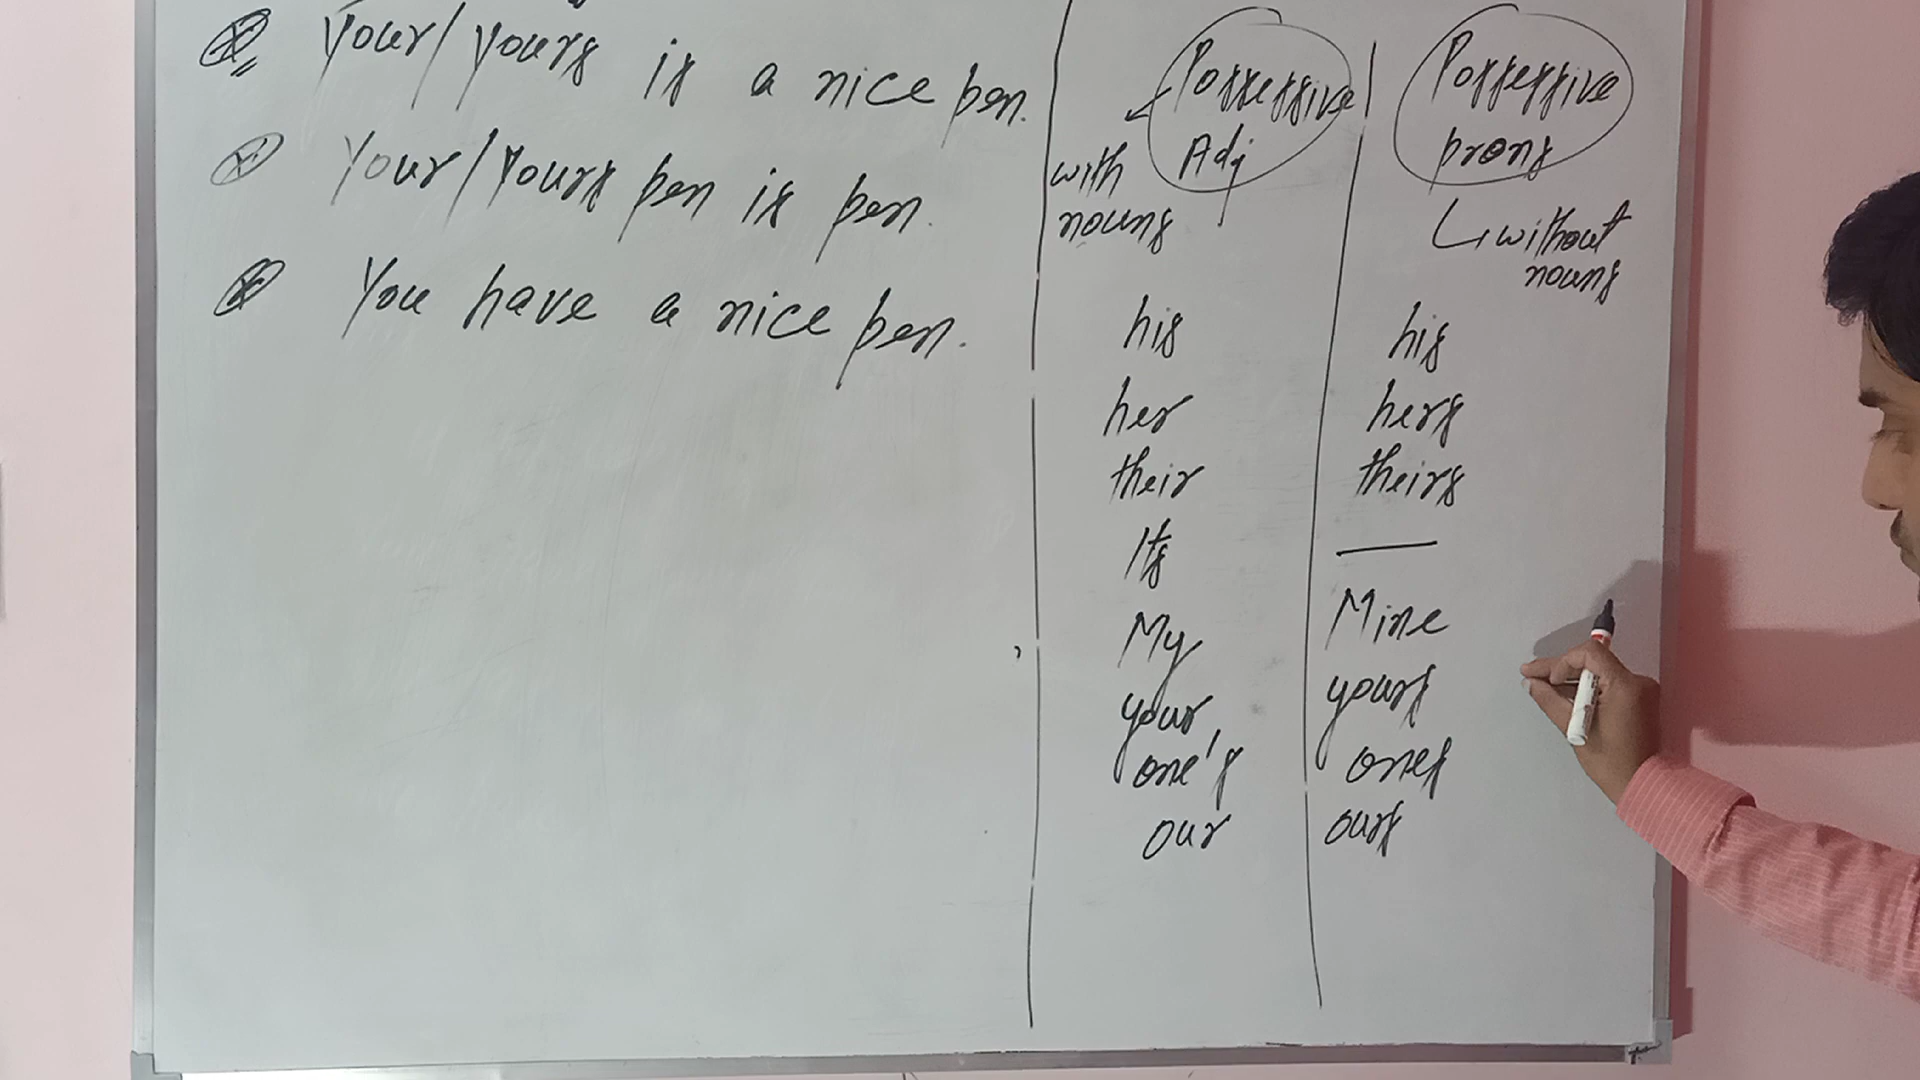 Your/yours is a nice pen.
Your/Yours pen is pen.
You have a nice pen.
Possessive
Adj
with
nouns
his
her
their
Its
My
your
one's
our
Possessive
prons
without
nouns
his
hers
theirs
—
Mine
yours
ones
ours